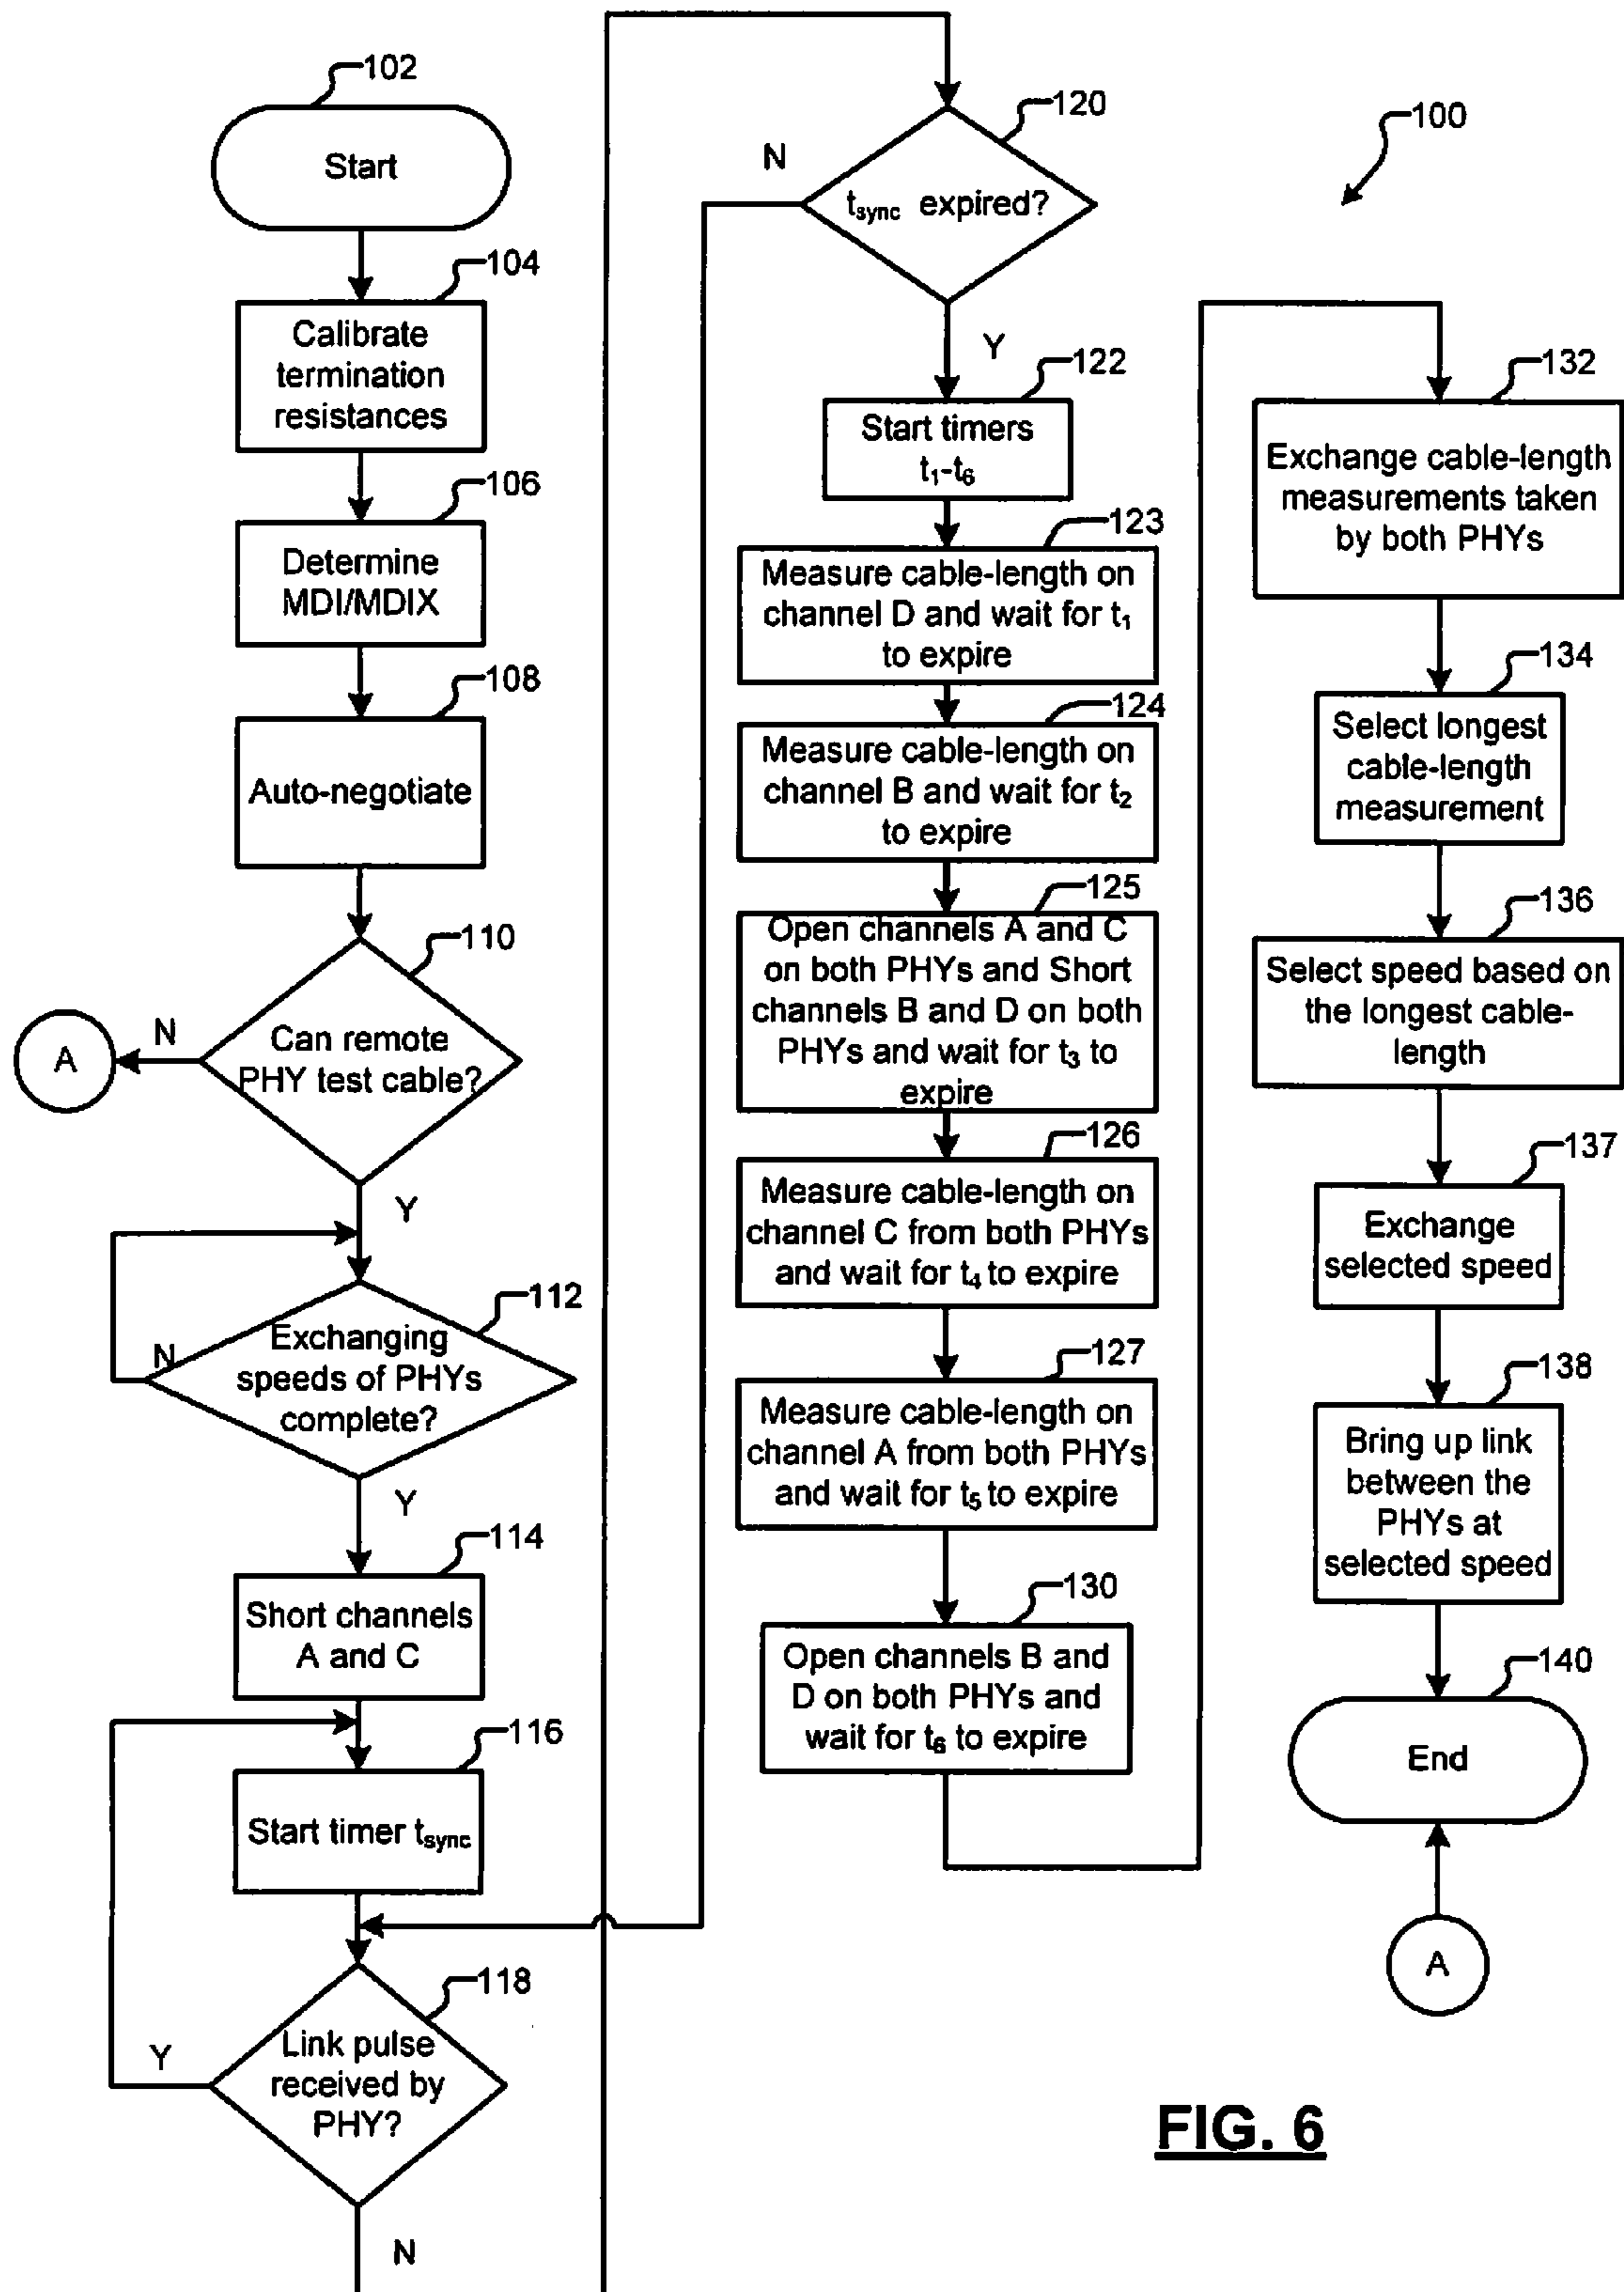 102
Start
104
Calibrate
termination
resistances
106
Determine
MDI/MDIX
108
Auto-negotiate
110
Can remote
PHY test cable?
N
A
Y
112
Exchanging
speeds of PHYs
complete?
N
Y
114
Short channels
A and C
116
Start timer tsync
118
Link pulse
received by
PHY?
Y
N
120
tsync expired?
N
Y
122
Start timers
t1-t6
123
Measure cable-length on
channel D and wait for t1
to expire
124
Measure cable-length on
channel B and wait for t2
to expire
125
Open channels A and C
on both PHYs and Short
channels B and D on both
PHYs and wait for t3 to
expire
126
Measure cable-length on
channel C from both PHYs
and wait for t4 to expire
127
Measure cable-length on
channel A from both PHYs
and wait for t5 to expire
130
Open channels B and
D on both PHYs and
wait for t6 to expire
100
132
Exchange cable-length
measurements taken
by both PHYs
134
Select longest
cable-length
measurement
136
Select speed based on
the longest cable-
length
137
Exchange
selected speed
138
Bring up link
between the
PHYs at
selected speed
140
End
A
FIG. 6